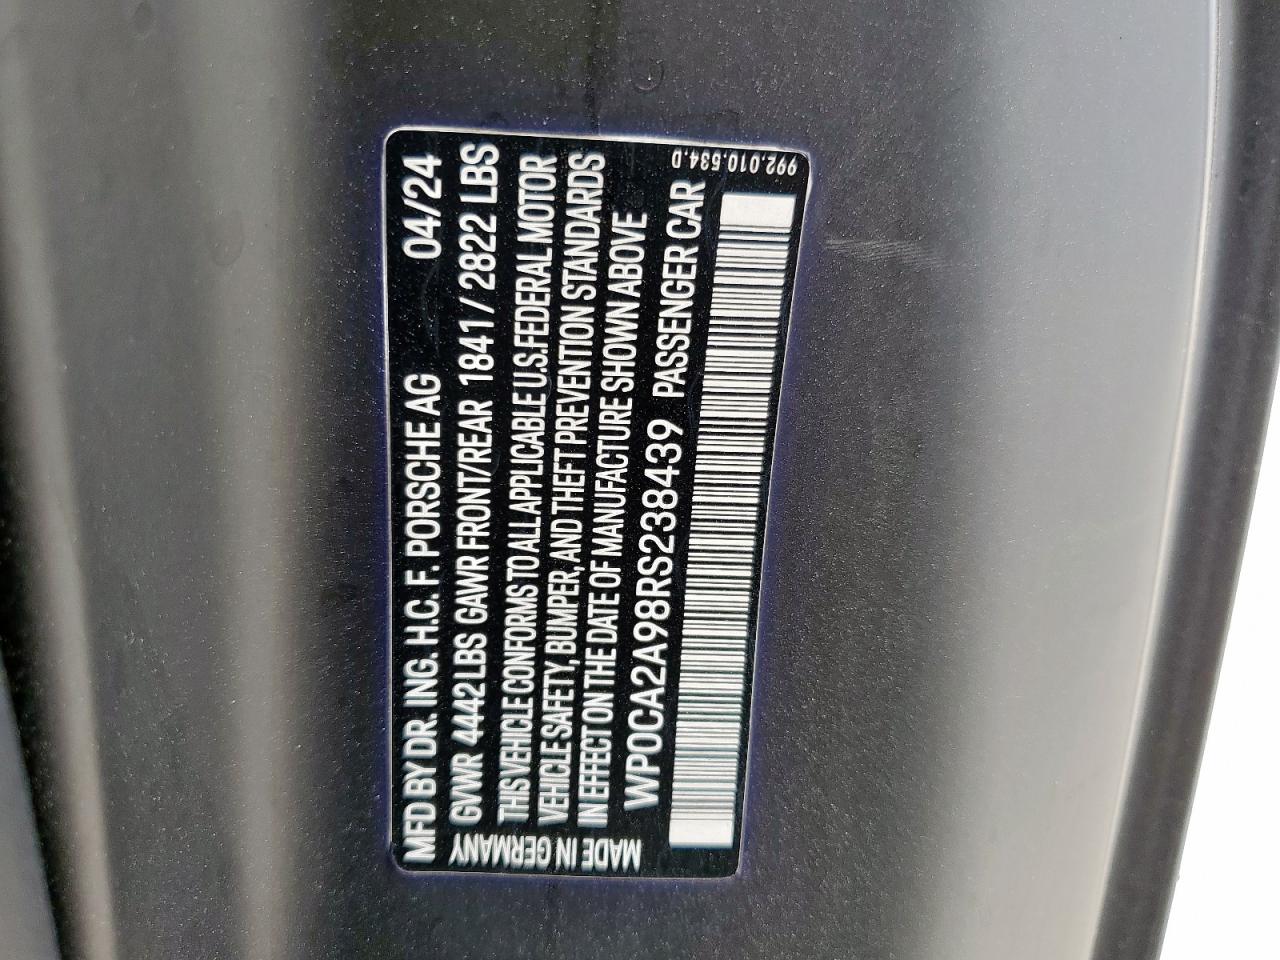 MFD BY DR. ING. H.C. F. PORSCHE AG 04/24
GVWR 4442 LBS GAWR FRONT/REAR 1841 / 2822 LBS
THIS VEHICLE CONFORMS TO ALL APPLICABLE U.S. FEDERAL MOTOR
VEHICLE SAFETY, BUMPER, AND THEFT PREVENTION STANDARDS
IN EFFECT ON THE DATE OF MANUFACTURE SHOWN ABOVE
WP0CA2A98RS238439 PASSENGER CAR
MADE IN GERMANY
992.010.534.D